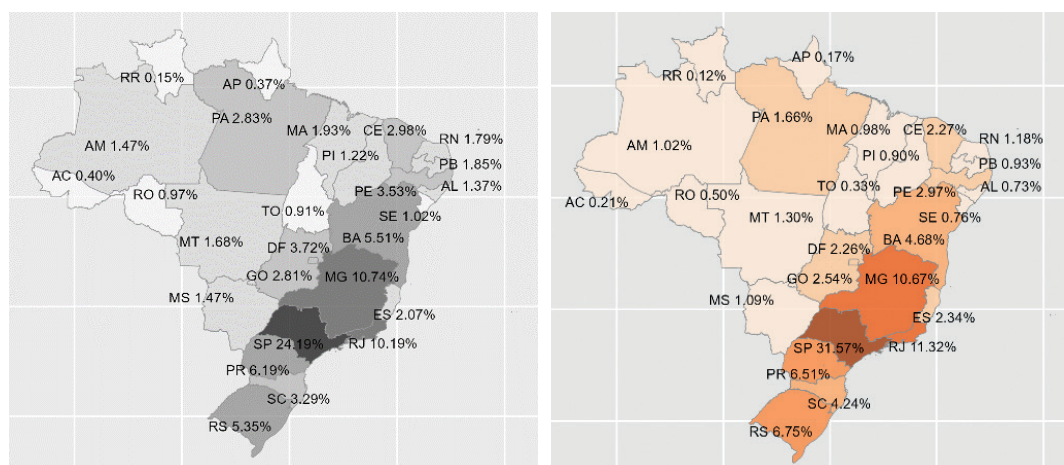 RR 0.15%
AP 0.37%
PA 2.83%
MA 1.93%
CE 2.98%
RN 1.79%
AM 1.47%
PI 1.22%
PB 1.85%
AC 0.40%
RO 0.97%
PE 3.53%
AL 1.37%
TO 0.91%
SE 1.02%
MT 1.68%
DF 3.72%
BA 5.51%
GO 2.81%
MG 10.74%
MS 1.47%
ES 2.07%
SP 24.19%
RJ 10.19%
PR 6.19%
SC 3.29%
RS 5.35%
AP 0.17%
RR 0.12%
PA 1.66%
MA 0.98%
CE 2.27%
RN 1.18%
AM 1.02%
PI 0.90%
PB 0.93%
TO 0.33%
AL 0.73%
AC 0.21%
RO 0.50%
PE 2.97%
SE 0.76%
MT 1.30%
DF 2.26%
BA 4.68%
GO 2.54%
MG 10.67%
MS 1.09%
ES 2.34%
SP 31.57%
RJ 11.32%
PR 6.51%
SC 4.24%
RS 6.75%